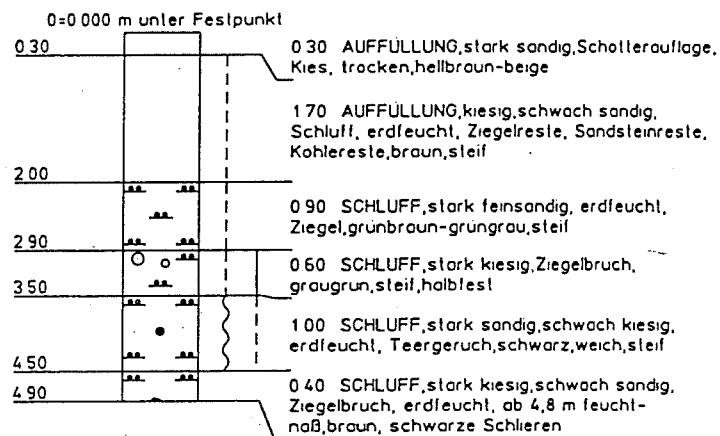 0=0 000 m unter Festpunkt
0 30
0 30 AUFFÜLLUNG,stark sandig,Schotterauflage,
Kies, trocken,hellbraun-beige
1 70 AUFFÜLLUNG,kiesig,schwach sandig,
Schluff, erdfeucht, Ziegelreste, Sandsteinreste,
Kohlereste,braun,steif
2 00
0 90 SCHLUFF,stark feinsandig, erdfeucht,
Ziegel,grünbraun-grüngrau,steif
2 90
0 60 SCHLUFF,stark kiesig,Ziegelbruch,
graugrun,steif,halbfest
3 50
1 00 SCHLUFF,stark sandig,schwach kiesig,
erdfeucht, Teergeruch,schwarz,weich,steif
4 50
0 40 SCHLUFF,stark kiesig,schwach sandig,
Ziegelbruch, erdfeucht, ab 4,8 m feucht-
naß,braun, schwarze Schlieren
4 90